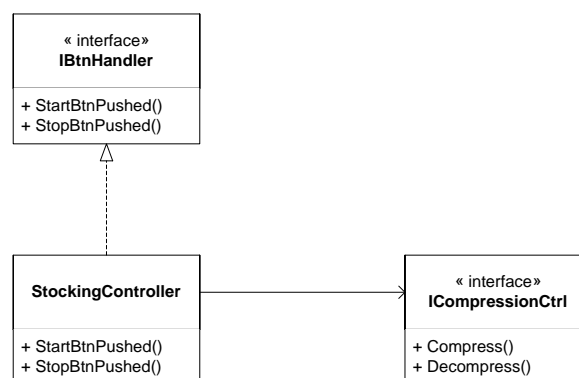 « interface»
IBtnHandler
+ StartBtnPushed()
+ StopBtnPushed()
StockingController
+ StartBtnPushed()
+ StopBtnPushed()
« interface»
ICompressionCtrl
+ Compress()
+ Decompress()